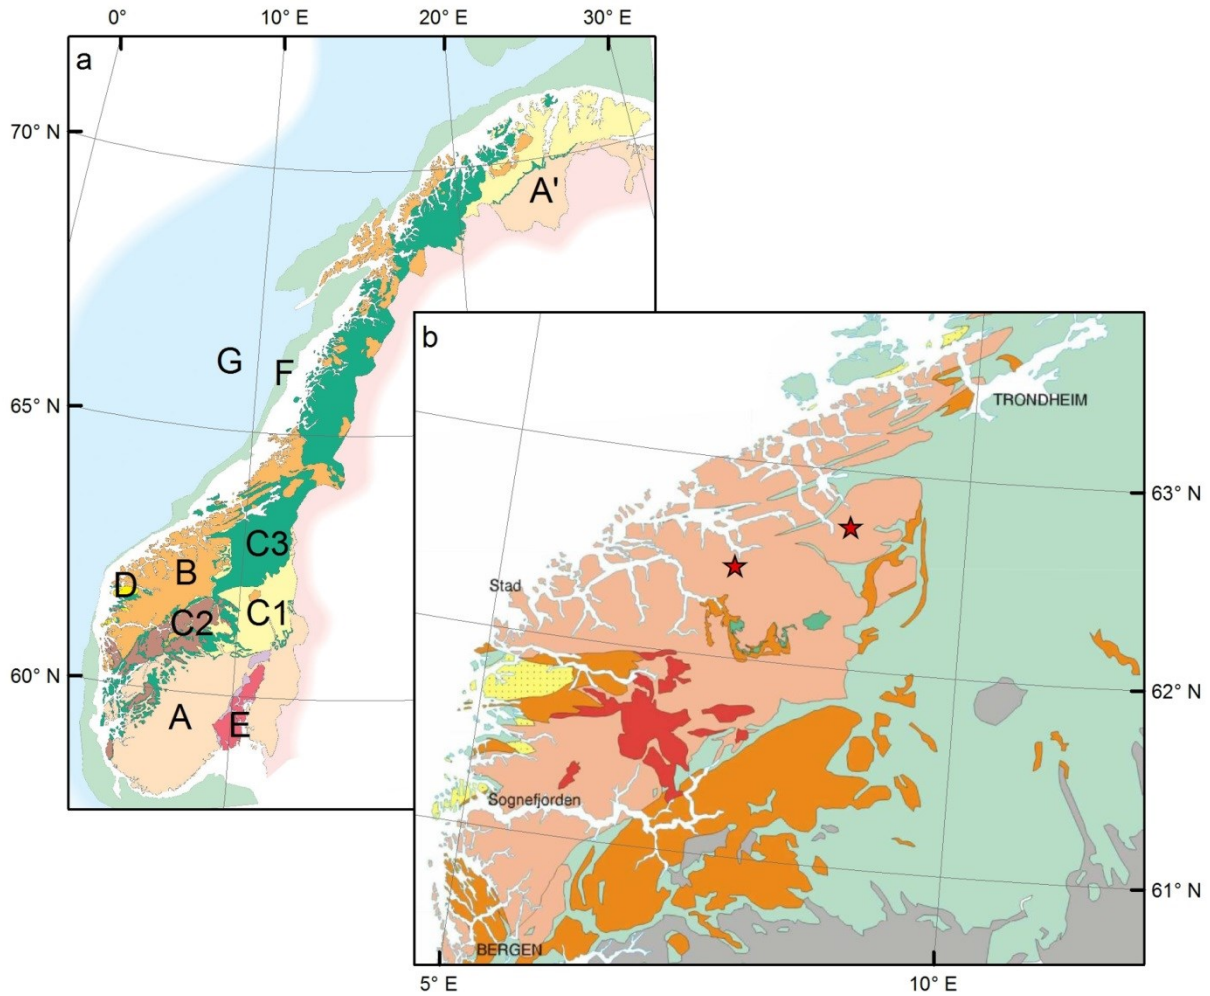 0° 10° E 20° E 30° E
a
70° N
A'
G F
b
65° N
TRONDHEIM
C3
63° N
B
D
Stad
C2 C1
60° N
62° N
A
E
Sognefjorden
61° N
BERGEN
5° E 10° E